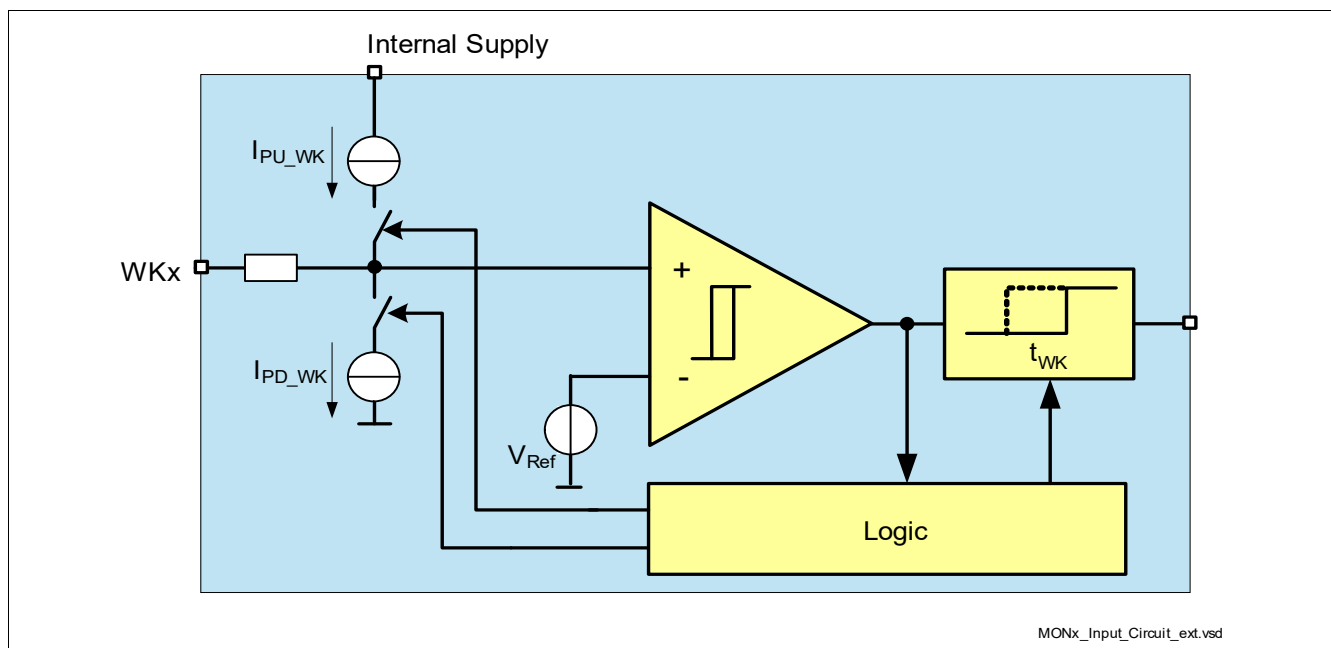 Internal Supply
IPU_WK
WKx
+
IPD_WK
-
tWK
VRef
Logic
MONx_Input_Circuit_ext.vsd